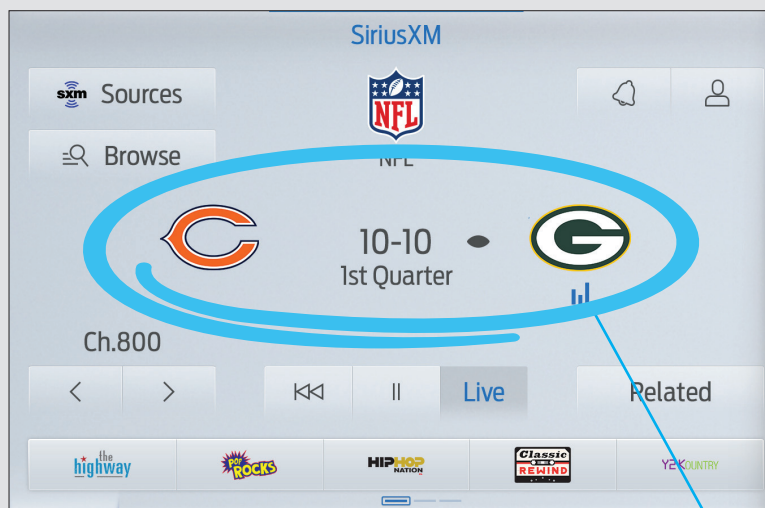 SiriusXM
sxm Sources
NFL
Browse
NFL
C
10-10
G
1st Quarter
Ch.800
Live
Related
the highway
POP ROCKS
HIPHOP NATION
Classic REWIND
Y2KOUNTRY